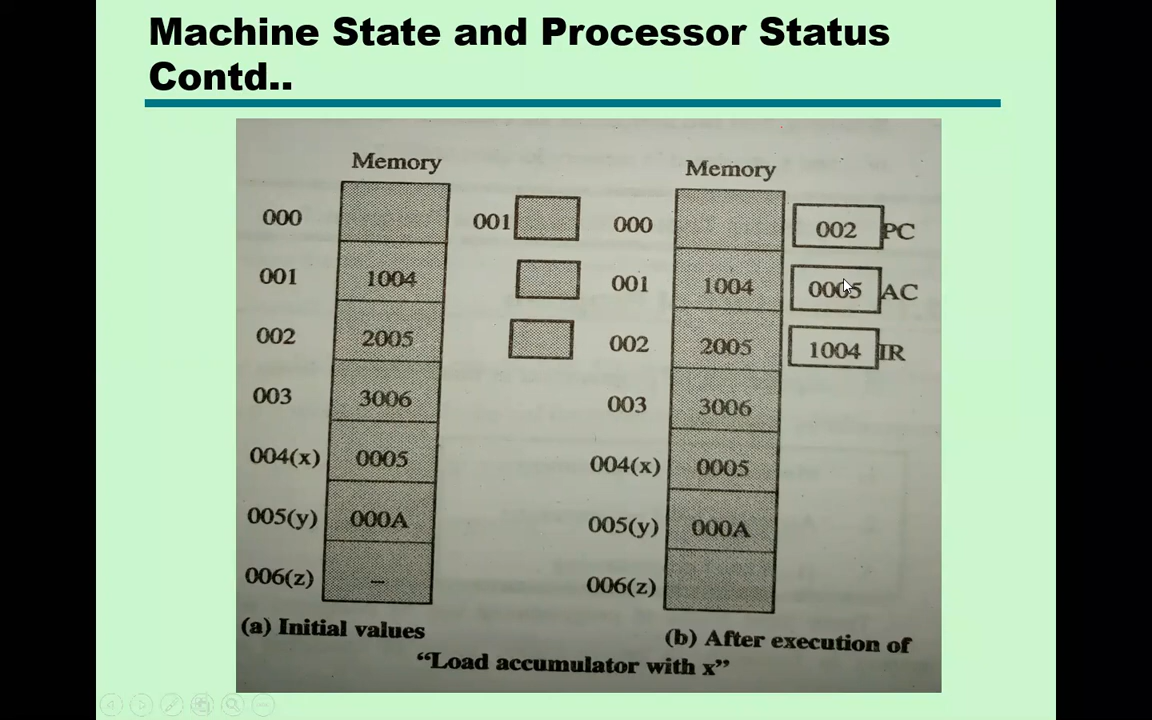 Machine State and Processor Status
Contd..
Memory
000
001 1004
002 2005
003 3006
004(x) 0005
005(y) 000A
006(z) –
(a) Initial values
001
Memory
000
001 1004
002 2005
003 3006
004(x) 0005
005(y) 000A
006(z)
002 PC
0005 AC
1004 IR
(b) After execution of
“Load accumulator with x”